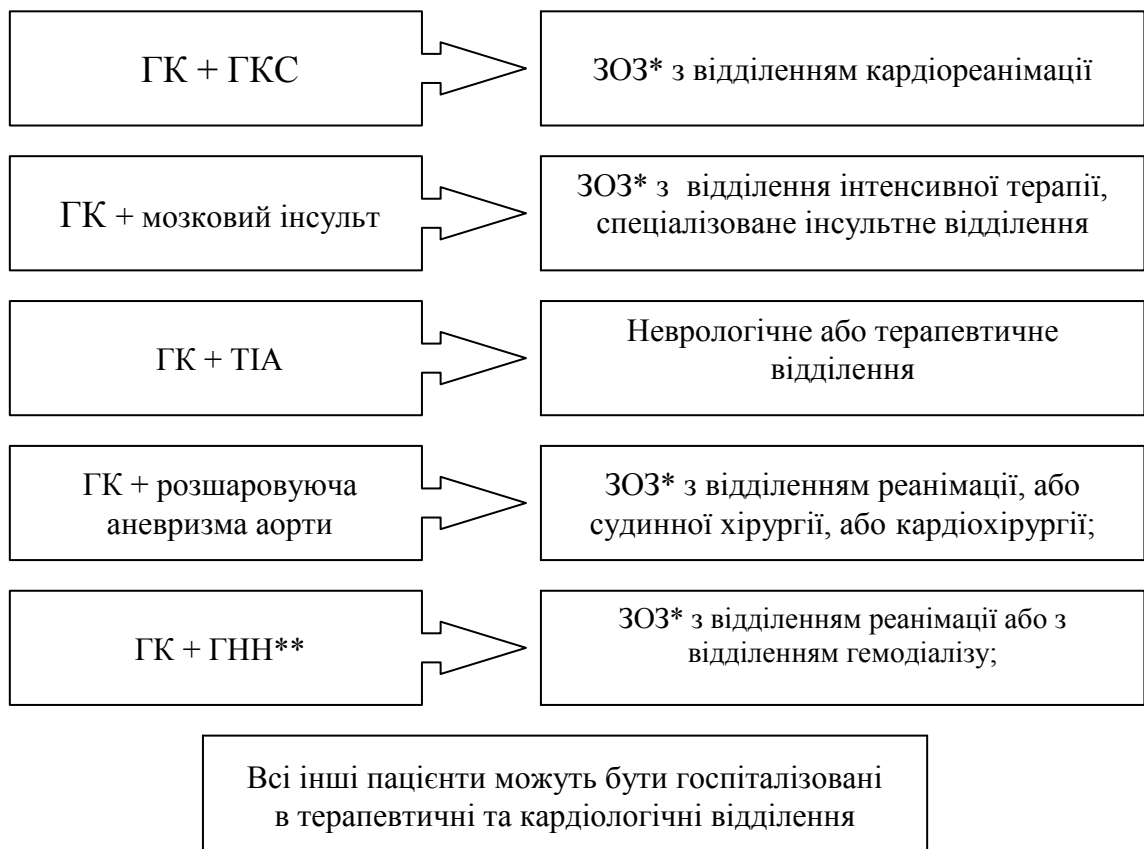 ГК + ГКС
ЗОЗ* з відділенням кардіореанімації
ГК + мозковий інсульт
ЗОЗ* з відділення інтенсивної терапії,
спеціалізоване інсультне відділення
ГК + ТІА
Неврологічне або терапевтичне
відділення
ГК + розшаровуюча
аневризма аорти
ЗОЗ* з відділенням реанімації, або
судинної хірургії, або кардіохірургії;
ГК + ГНН**
ЗОЗ* з відділенням реанімації або з
відділенням гемодіалізу;
Всі інші пацієнти можуть бути госпіталізовані
в терапевтичні та кардіологічні відділення